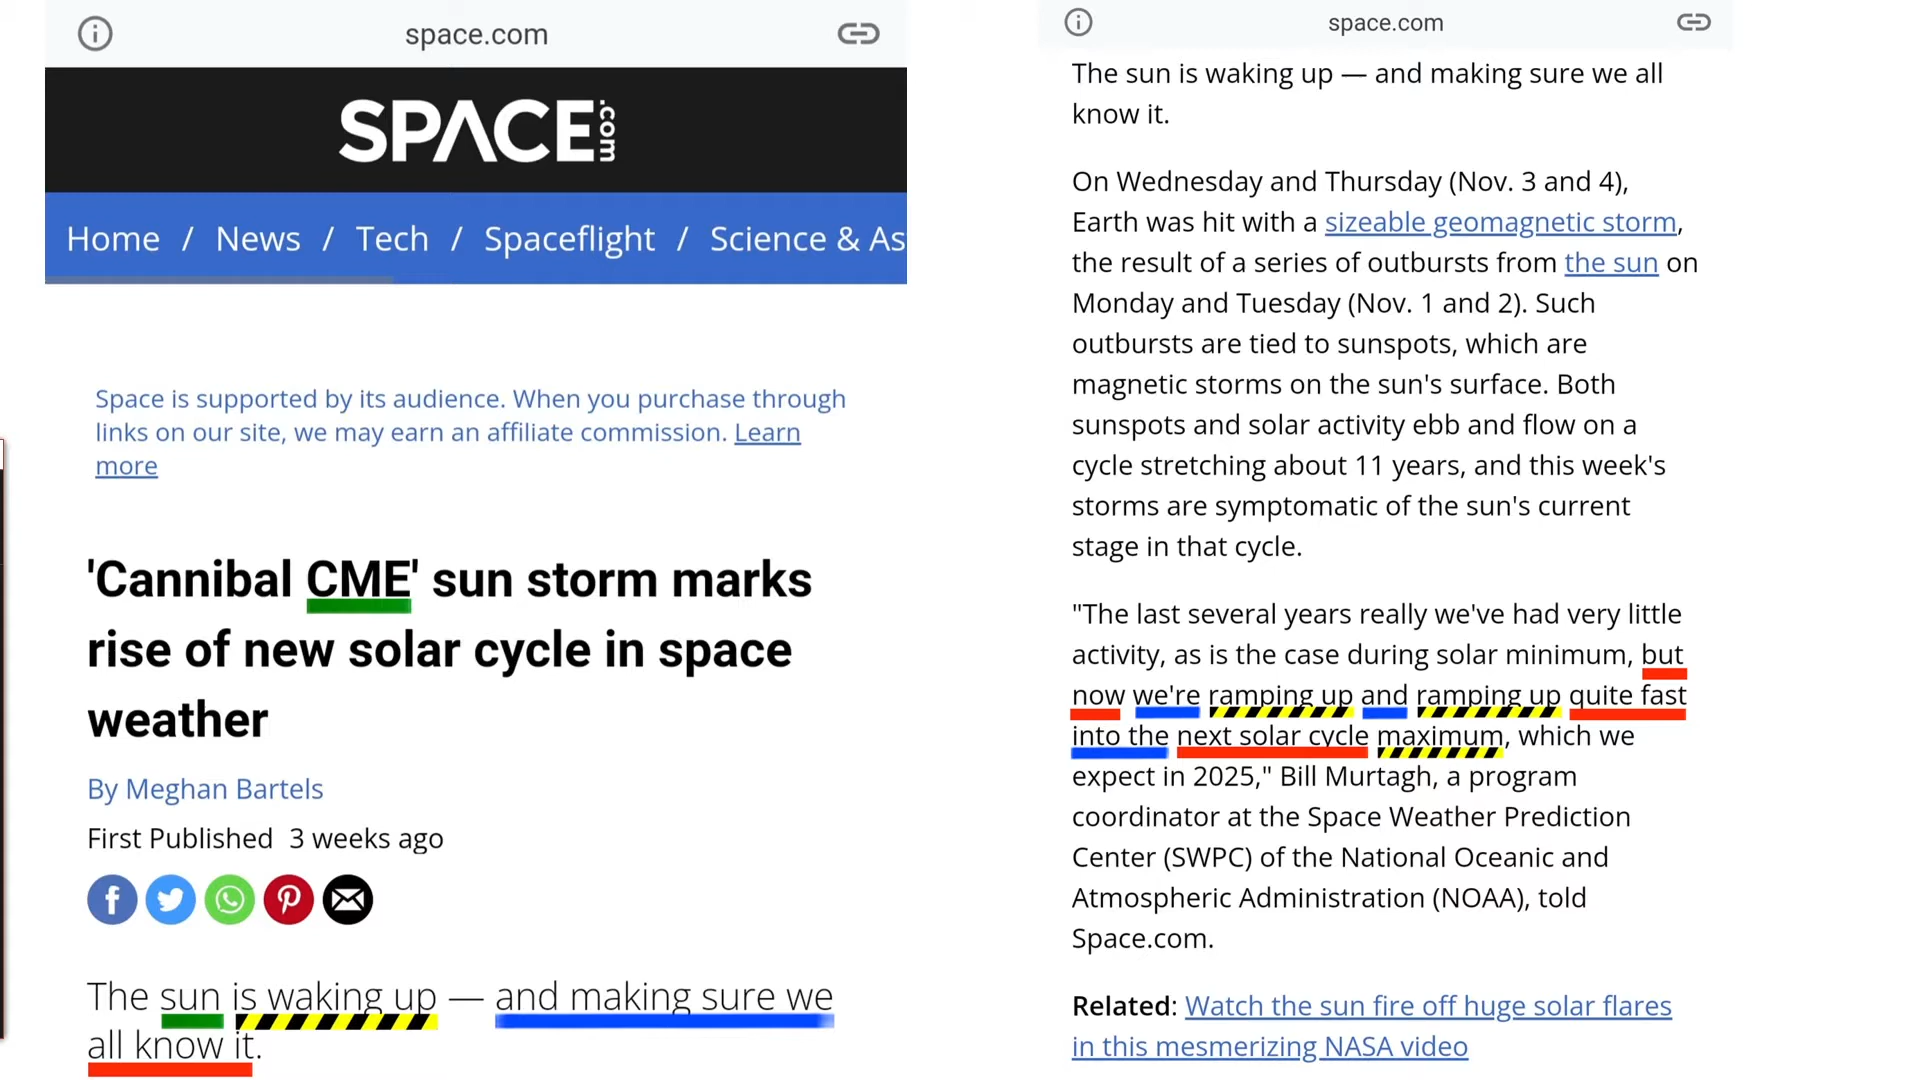 space.com
SPACE.com
Home / News / Tech / Spaceflight / Science & As
Space is supported by its audience. When you purchase through
links on our site, we may earn an affiliate commission. Learn
more
'Cannibal CME' sun storm marks
rise of new solar cycle in space
weather
By Meghan Bartels
First Published 3 weeks ago
The sun is waking up — and making sure we
all know it.
space.com
The sun is waking up — and making sure we all
know it.
On Wednesday and Thursday (Nov. 3 and 4),
Earth was hit with a sizeable geomagnetic storm,
the result of a series of outbursts from the sun on
Monday and Tuesday (Nov. 1 and 2). Such
outbursts are tied to sunspots, which are
magnetic storms on the sun's surface. Both
sunspots and solar activity ebb and flow on a
cycle stretching about 11 years, and this week's
storms are symptomatic of the sun's current
stage in that cycle.
"The last several years really we've had very little
activity, as is the case during solar minimum, but
now we're ramping up and ramping up quite fast
into the next solar cycle maximum, which we
expect in 2025," Bill Murtagh, a program
coordinator at the Space Weather Prediction
Center (SWPC) of the National Oceanic and
Atmospheric Administration (NOAA), told
Space.com.
Related: Watch the sun fire off huge solar flares
in this mesmerizing NASA video